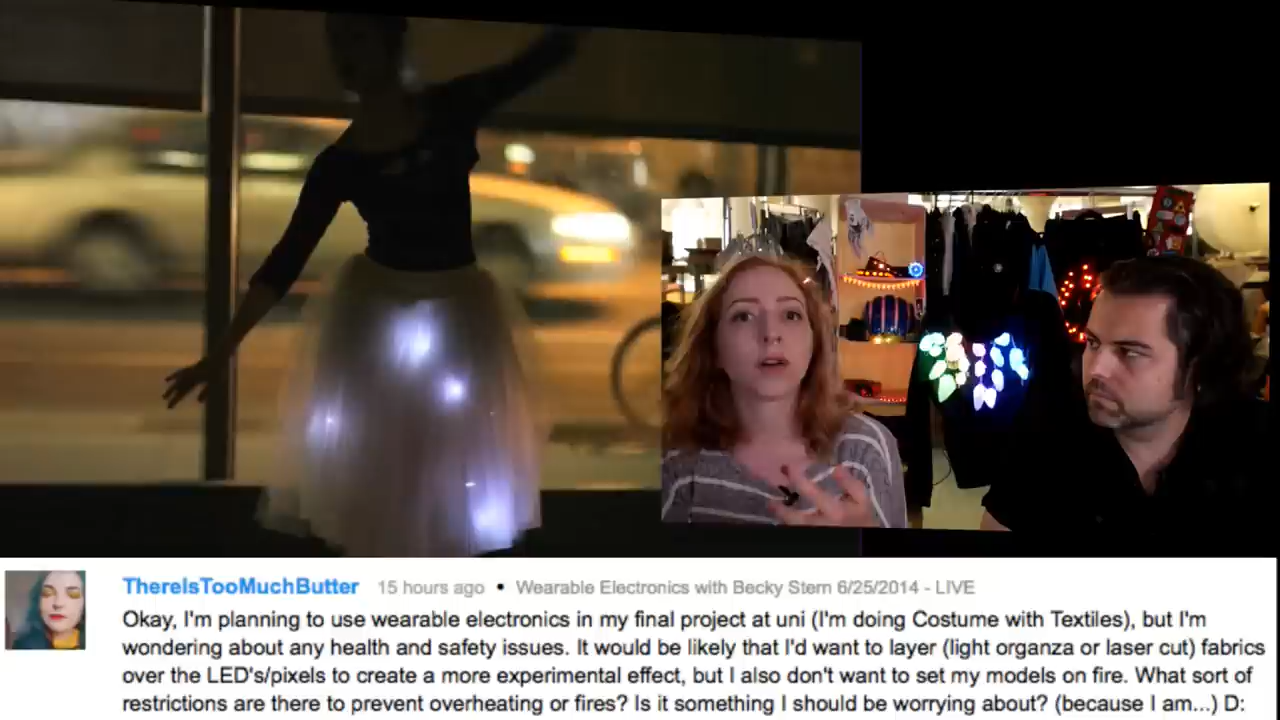 ThereIsTooMuchButter 15 hours ago • Wearable Electronics with Becky Stern 6/25/2014 - LIVE
Okay, I'm planning to use wearable electronics in my final project at uni (I'm doing Costume with Textiles), but I'm
wondering about any health and safety issues. It would be likely that I'd want to layer (light organza or laser cut) fabrics
over the LED's/pixels to create a more experimental effect, but I also don't want to set my models on fire. What sort of
restrictions are there to prevent overheating or fires? Is it something I should be worrying about? (because I am...) D: